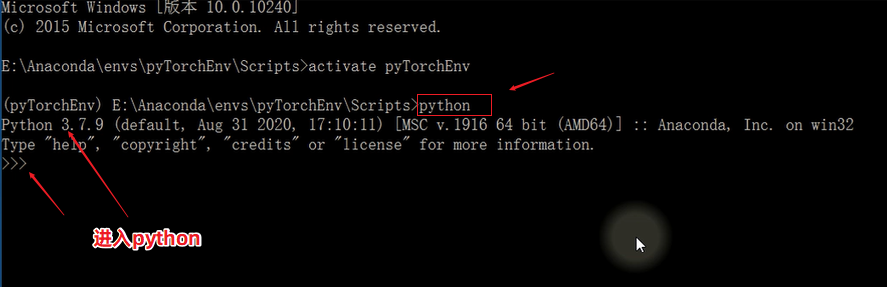 Microsoft Windows [版本 10.0.10240]
(c) 2015 Microsoft Corporation. All rights reserved.
E:\Anaconda\envs\pyTorchEnv\Scripts>activate pyTorchEnv
(pyTorchEnv) E:\Anaconda\envs\pyTorchEnv\Scripts>python
Python 3.7.9 (default, Aug 31 2020, 17:10:11) [MSC v.1916 64 bit (AMD64)] :: Anaconda, Inc. on win32
Type "help", "copyright", "credits" or "license" for more information.
>>>
进入python